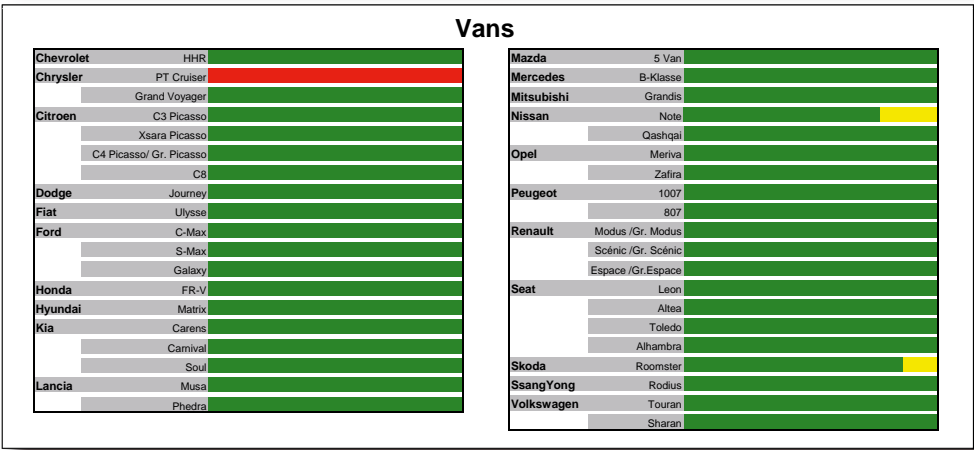 Vans
Chevrolet HHR
Chrysler PT Cruiser
Grand Voyager
Citroen C3 Picasso
Xsara Picasso
C4 Picasso/ Gr. Picasso
C8
Dodge Journey
Fiat Ulysse
Ford C-Max
S-Max
Galaxy
Honda FR-V
Hyundai Matrix
Kia Carens
Carnival
Soul
Lancia Musa
Phedra
Mazda 5 Van
Mercedes B-Klasse
Mitsubishi Grandis
Nissan Note
Qashqai
Opel Meriva
Zafira
Peugeot 1007
807
Renault Modus /Gr. Modus
Scénic /Gr. Scénic
Espace /Gr.Espace
Seat Leon
Altea
Toledo
Alhambra
Skoda Roomster
SsangYong Rodius
Volkswagen Touran
Sharan